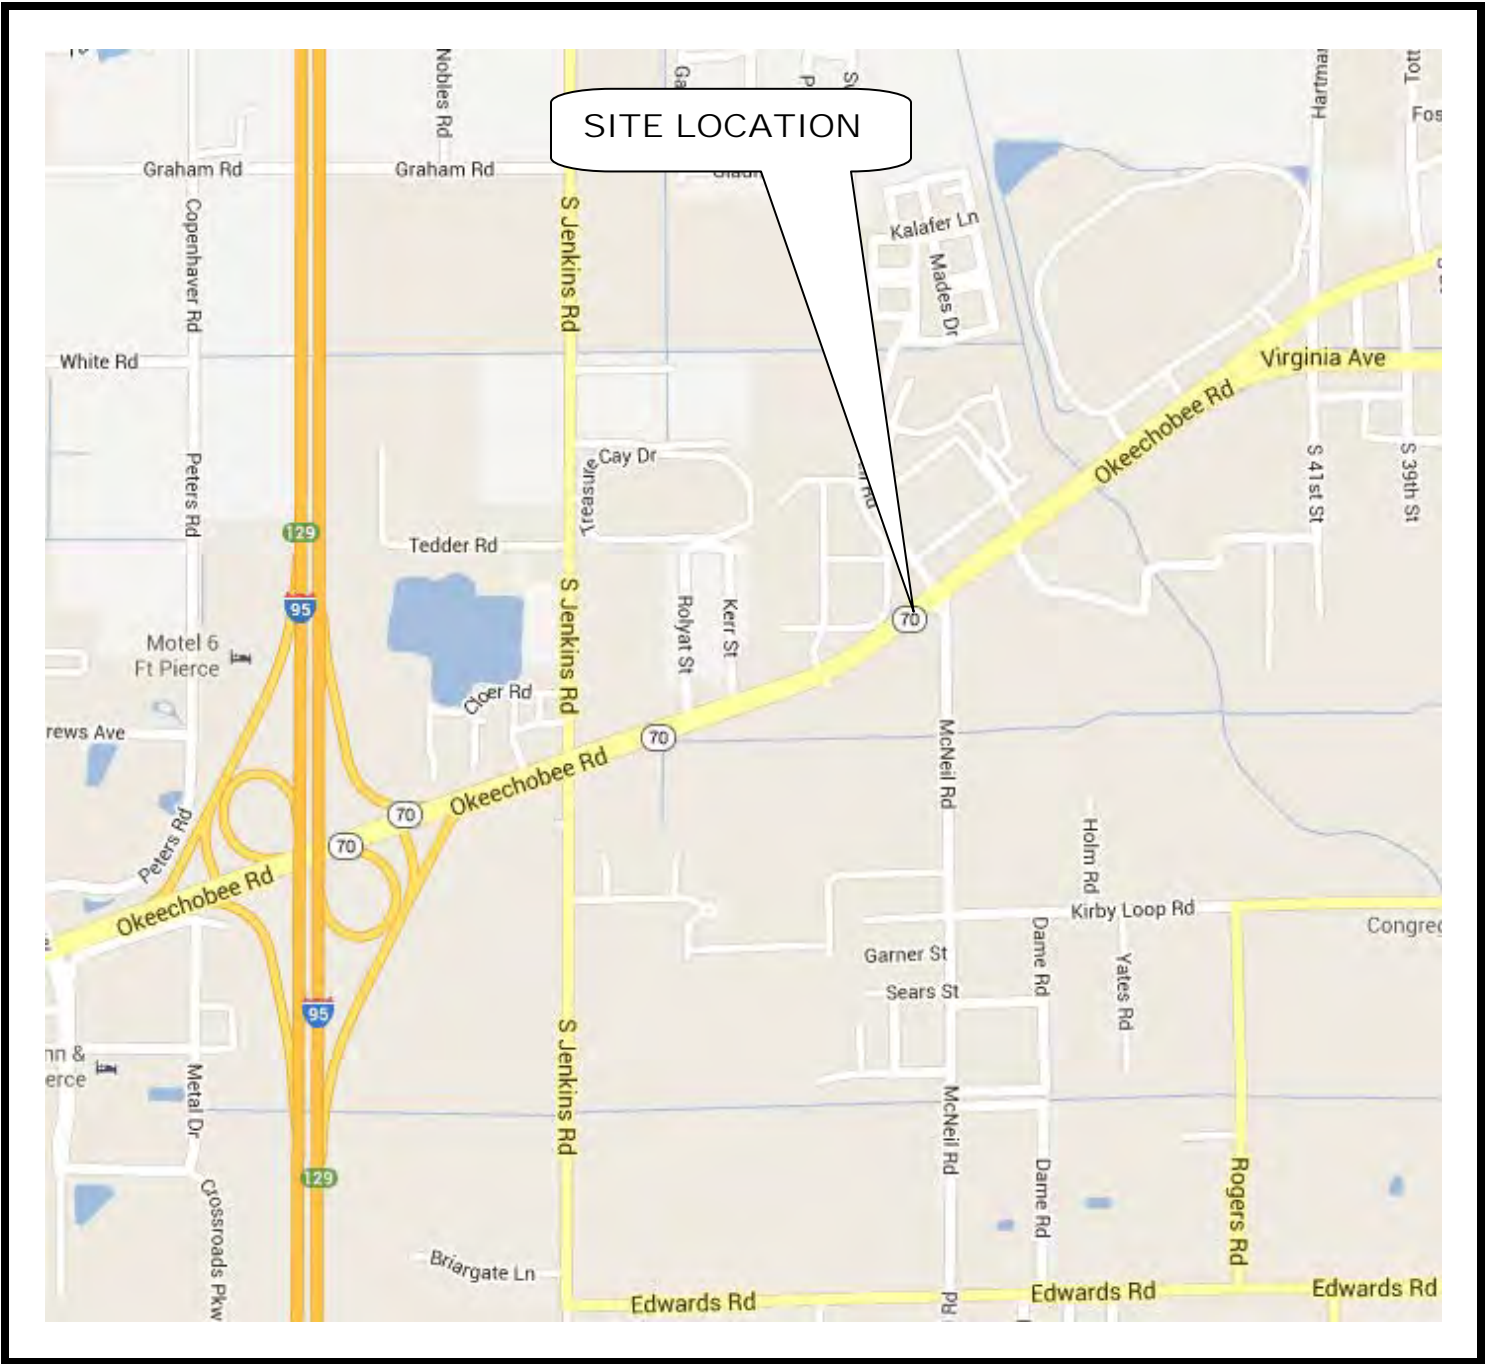 SITE LOCATION
Nobles Rd
Graham Rd
Graham Rd
Copenhaver Rd
S Jenkins Rd
Kalafer Ln
Mades Dr
White Rd
Virginia Ave
Okeechobee Rd
Peters Rd
Cay Dr
S 41st St
S 39th St
129
Tedder Rd
95
S Jenkins Rd
Rolyat St
Kerr St
70
Motel 6
Ft Pierce
er Rd
rews Ave
70
McNeil Rd
Okeechobee Rd
70
70
Peters Rd
Holm Rd
Okeechobee Rd
Kirby Loop Rd
Congreg
Dame Rd
Garner St
Yates Rd
Sears St
95
S Jenkins Rd
nn &
erce
Metal Dr
McNeil Rd
129
Dame Rd
Rogers Rd
Crossroads Pkw
Briargate Ln
Edwards Rd
Edwards Rd
Edwards Rd
Rd